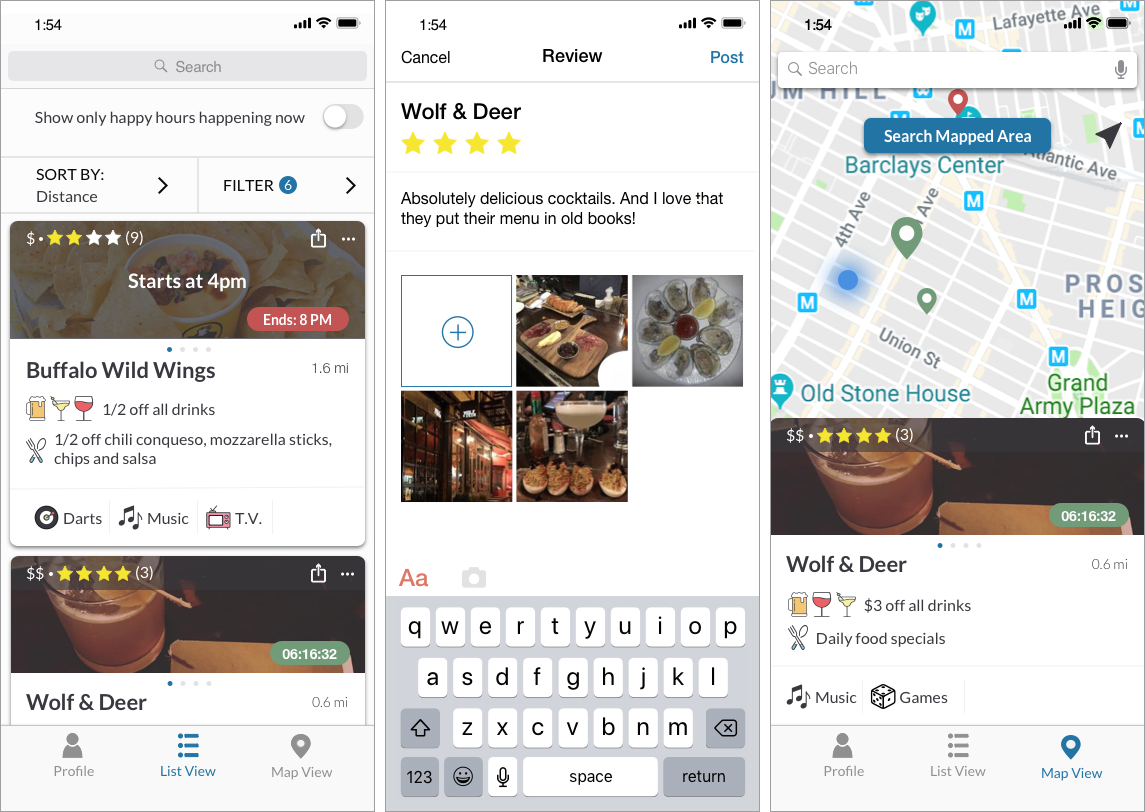 1:54
Search
Show only happy hours happening now
SORT BY:
Distance
FILTER 6
$ • (9)
Starts at 4pm
Ends: 8 PM
Buffalo Wild Wings 1.6 mi
1/2 off all drinks
1/2 off chili conqueso, mozzarella sticks,
chips and salsa
Darts Music T.V.
$$ • (3)
06:16:32
Wolf & Deer 0.6 mi
Profile List View Map View
1:54
Cancel Review Post
Wolf & Deer
Absolutely delicious cocktails. And I love that
they put their menu in old books!
Aa
q w e r t y u i o p
a s d f g h j k l
z x c v b n m
123 space return
1:54
Lafayette Ave
M
Search
UM HILL
M
Search Mapped Area
M
Atlantic Ave
Barclays Center
M
4th Ave
Ave
PROS
HEIG
M
M
Union St
M
Old Stone House
Grand
Army Plaza
$$ • (3)
06:16:32
Wolf & Deer 0.6 mi
$3 off all drinks
Daily food specials
Music Games
Profile List View Map View